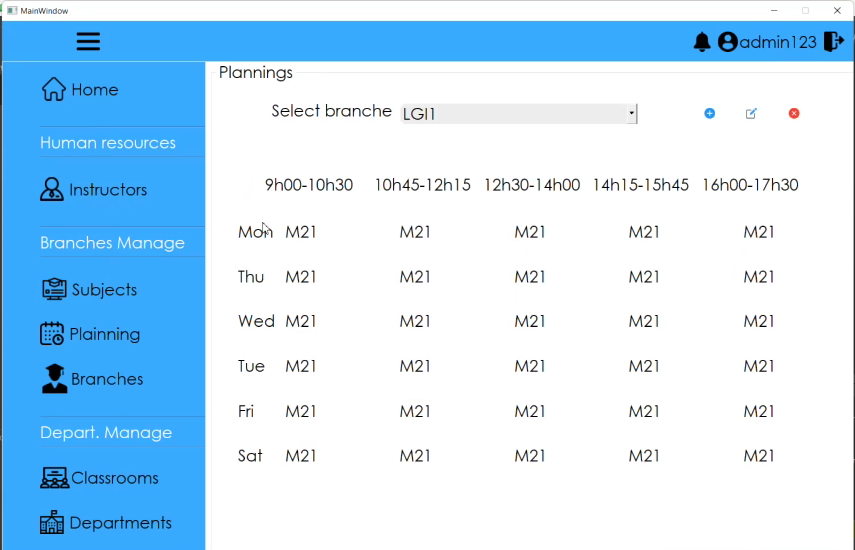 MainWindow
admin123
Home
Human resources
Instructors
Branches Manage
Subjects
Plainning
Branches
Depart. Manage
Classrooms
Departments
Plannings
Select branche LGI1
9h00-10h30 10h45-12h15 12h30-14h00 14h15-15h45 16h00-17h30
Mon M21 M21 M21 M21 M21
Thu M21 M21 M21 M21 M21
Wed M21 M21 M21 M21 M21
Tue M21 M21 M21 M21 M21
Fri M21 M21 M21 M21 M21
Sat M21 M21 M21 M21 M21